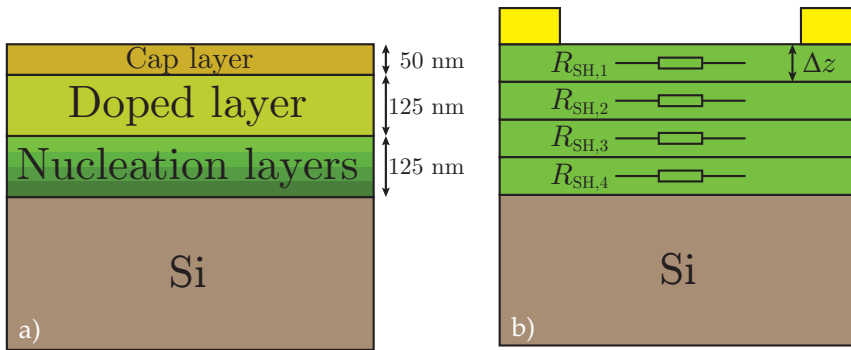 Cap layer
50 nm
Doped layer
125 nm
Nucleation layers
125 nm
Si
a)
R_SH,1
Δz
R_SH,2
R_SH,3
R_SH,4
Si
b)